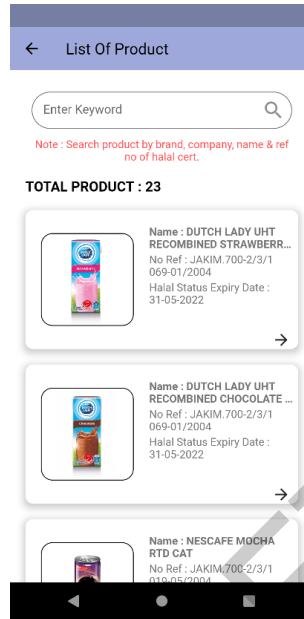 List Of Product
Enter Keyword
Note : Search product by brand, company, name & ref
no of halal cert.
TOTAL PRODUCT : 23
Name : DUTCH LADY UHT
RECOMBINED STRAWBERR...
No Ref : JAKIM.700-2/3/1
069-01/2004
Halal Status Expiry Date :
31-05-2022
Name : DUTCH LADY UHT
RECOMBINED CHOCOLATE ...
No Ref : JAKIM.700-2/3/1
069-01/2004
Halal Status Expiry Date :
31-05-2022
Name : NESCAFE MOCHA
RTD CAT
No Ref : JAKIM.700-2/3/1
019-05/2004